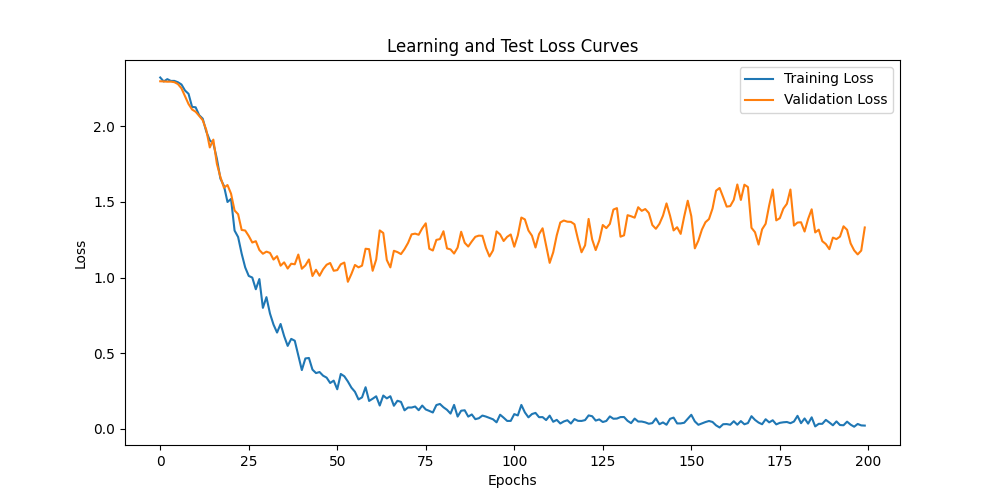 Learning and Test Loss Curves
Training Loss
Validation Loss
Loss
2.0
1.5
1.0
0.5
0.0
0 25 50 75 100 125 150 175 200
Epochs